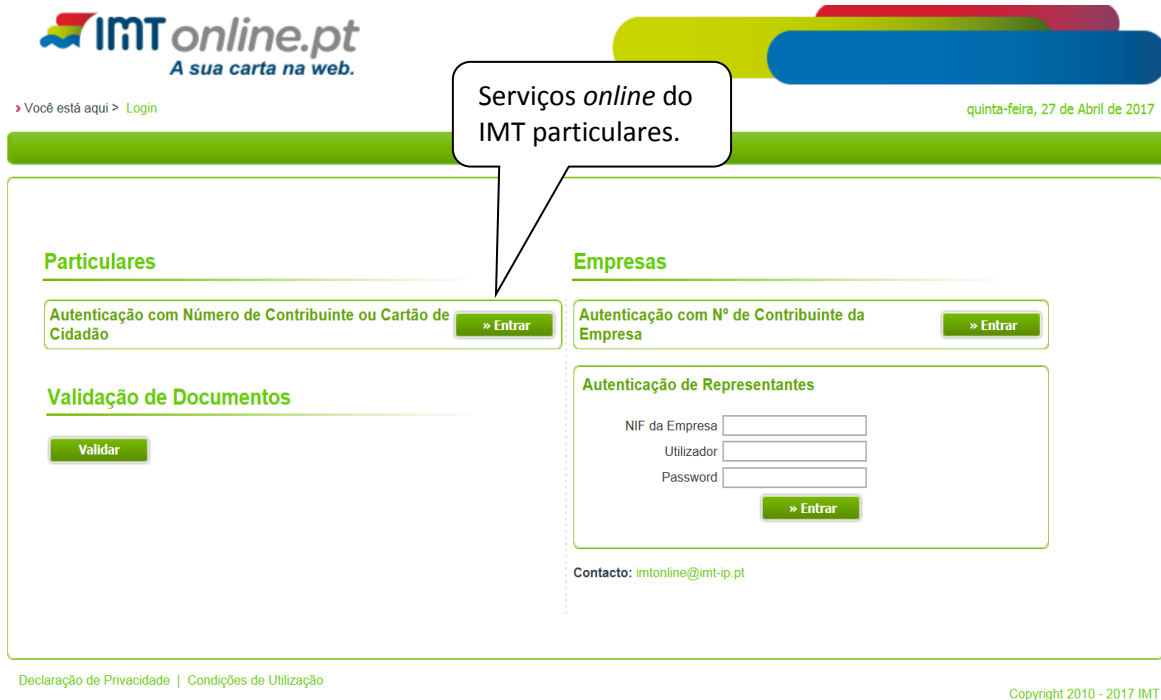 IMT online.pt
A sua carta na web.
Serviços online do
IMT particulares.
› Você está aqui > Login
quinta-feira, 27 de Abril de 2017
Particulares
Autenticação com Número de Contribuinte ou Cartão de
Cidadão
» Entrar
Validação de Documentos
Validar
Empresas
Autenticação com Nº de Contribuinte da
Empresa
» Entrar
Autenticação de Representantes
NIF da Empresa
Utilizador
Password
» Entrar
Contacto: imtonline@imt-ip.pt
Declaração de Privacidade | Condições de Utilização
Copyright 2010 - 2017 IMT